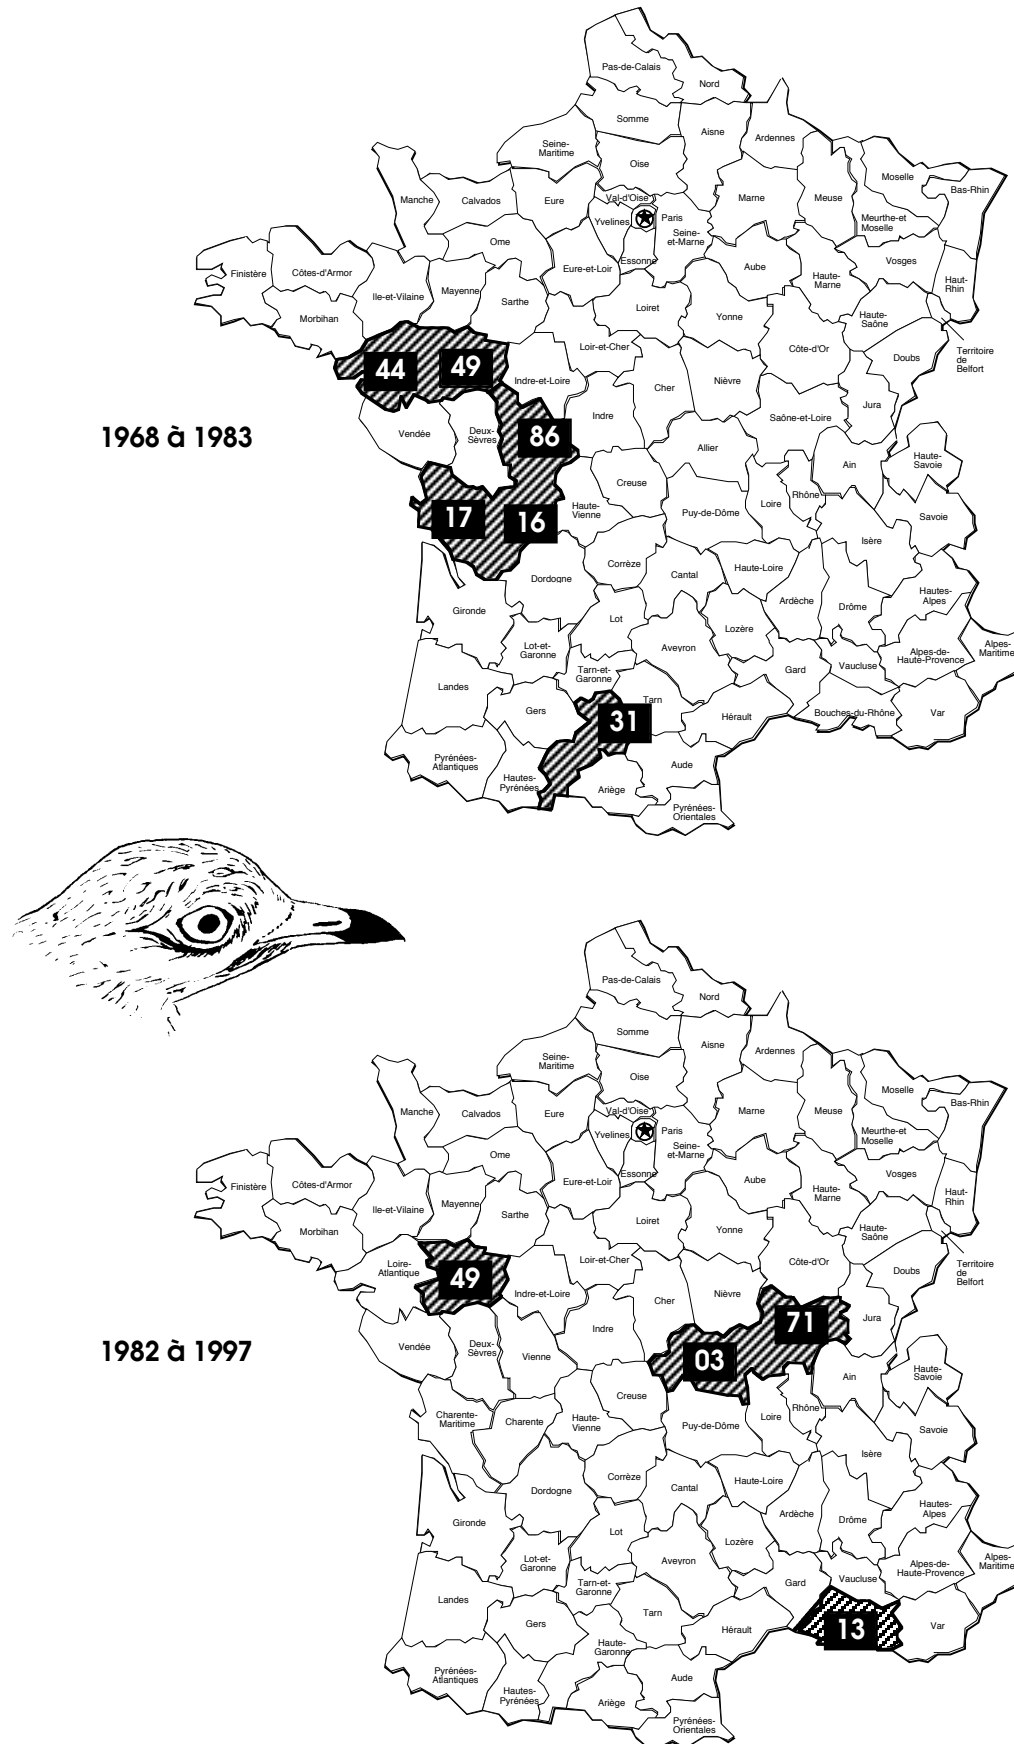 Pas-de-Calais
Nord
Somme
Aisne
Ardennes
Seine-
Maritime
Oise
Moselle
Bas-Rhin
Manche
Calvados
Eure
Val-d'Oise
Marne
Meuse
Yvelines
Paris
Seine-
et-Marne
Meurthe-et
Moselle
Orne
Essonne
Vosges
Finistère
Côtes-d'Armor
Eure-et-Loir
Aube
Haute-
Marne
Haut-
Rhin
Ile-et-Vilaine
Mayenne
Sarthe
Morbihan
Loiret
Yonne
Haute-
Saône
Loir-et-Cher
Côte-d'Or
Doubs
Territoire
de
Belfort
44
49
Indre-et-Loire
Cher
Nièvre
Jura
Indre
Saône-et-Loire
1968 à 1983
Vendée
Deux-
Sèvres
86
Allier
Ain
Haute-
Savoie
Creuse
Rhône
Loire
17
16
Haute-
Vienne
Puy-de-Dôme
Savoie
Isère
Corrèze
Haute-Loire
Dordogne
Cantal
Hautes-
Alpes
Ardèche
Drôme
Gironde
Lot
Lozère
Lot-et-
Garonne
Aveyron
Alpes-de-
Haute-Provence
Alpes-
Maritime
Tarn-et-
Garonne
Gard
Vaucluse
Landes
Tarn
Gers
31
Hérault
Bouches-du-Rhône
Var
Pyrénées-
Atlantiques
Hautes-
Pyrénées
Aude
Ariège
Pyrénées-
Orientales
Pas-de-Calais
Nord
Somme
Aisne
Ardennes
Seine-
Maritime
Oise
Moselle
Bas-Rhin
Manche
Calvados
Eure
Val-d'Oise
Marne
Meuse
Yvelines
Paris
Seine-
et-Marne
Meurthe-et
Moselle
Orne
Essonne
Vosges
Finistère
Côtes-d'Armor
Eure-et-Loir
Aube
Haute-
Marne
Haut-
Rhin
Ile-et-Vilaine
Mayenne
Sarthe
Morbihan
Loiret
Yonne
Haute-
Saône
Loire-
Atlantique
Loir-et-Cher
Côte-d'Or
Doubs
Territoire
de
Belfort
49
Indre-et-Loire
Cher
Nièvre
71
Jura
Indre
1982 à 1997
Vendée
Deux-
Sèvres
Vienne
03
Ain
Haute-
Savoie
Creuse
Rhône
Charente-
Maritime
Charente
Haute-
Vienne
Puy-de-Dôme
Loire
Savoie
Isère
Corrèze
Haute-Loire
Dordogne
Cantal
Hautes-
Alpes
Ardèche
Drôme
Gironde
Lot
Lozère
Lot-et-
Garonne
Aveyron
Alpes-de-
Haute-Provence
Alpes-
Maritime
Tarn-et-
Garonne
Gard
Vaucluse
Landes
Tarn
Gers
Hérault
13
Var
Haute-
Garonne
Pyrénées-
Atlantiques
Hautes-
Pyrénées
Aude
Ariège
Pyrénées-
Orientales